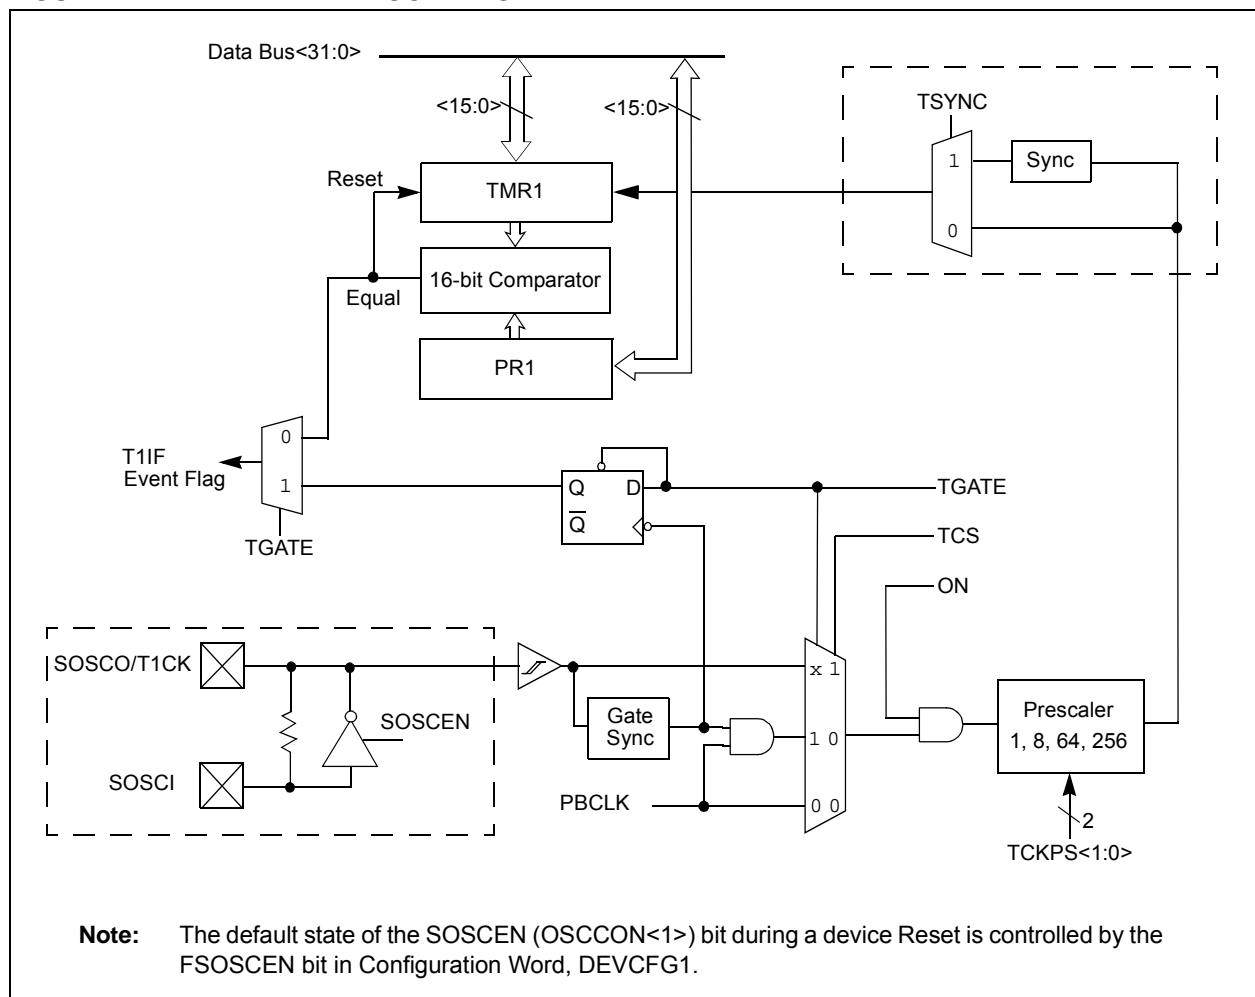 Data Bus<31:0>
<15:0>
<15:0>
TSYNC
1
Sync
0
Reset
TMR1
16-bit Comparator
Equal
PR1
0
T1IF
Event Flag
1
TGATE
Q
D
Q
TGATE
TCS
ON
SOSCO/T1CK
SOSCEN
SOSCI
Gate
Sync
x 1
1 0
0 0
PBCLK
Prescaler
1, 8, 64, 256
2
TCKPS<1:0>
Note: The default state of the SOSCEN (OSCCON<1>) bit during a device Reset is controlled by the
FSOSCEN bit in Configuration Word, DEVCFG1.